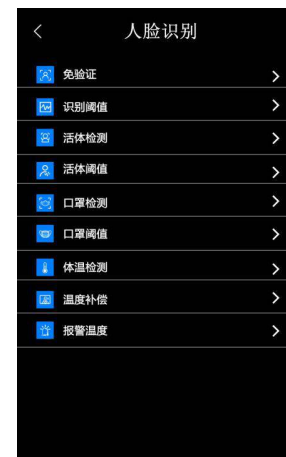 人脸识别
免验证
识别阈值
活体检测
活体阈值
口罩检测
口罩阈值
体温检测
温度补偿
报警温度